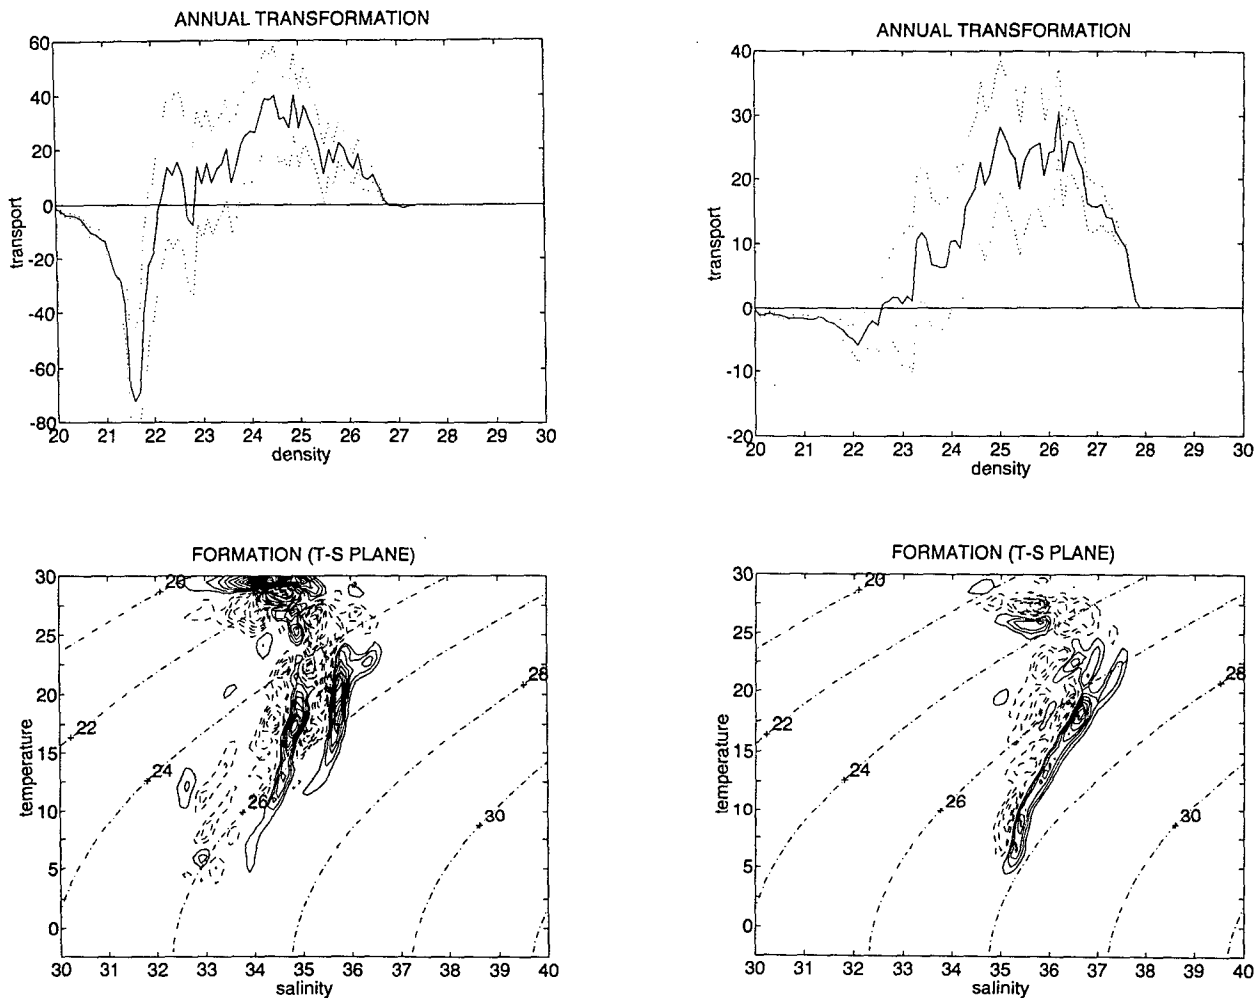 ANNUAL TRANSFORMATION
60
40
20
0
-20
-40
-60
-80
transport
20 21 22 23 24 25 26 27 28 29 30
density
ANNUAL TRANSFORMATION
40
30
20
10
0
-10
-20
transport
20 21 22 23 24 25 26 27 28 29 30
density
FORMATION (T-S PLANE)
30
25
20
15
10
5
0
temperature
20
22
24
26
28
30
30 31 32 33 34 35 36 37 38 39 40
salinity
FORMATION (T-S PLANE)
30
25
20
15
10
5
0
temperature
20
22
24
26
28
30
30 31 32 33 34 35 36 37 38 39 40
salinity